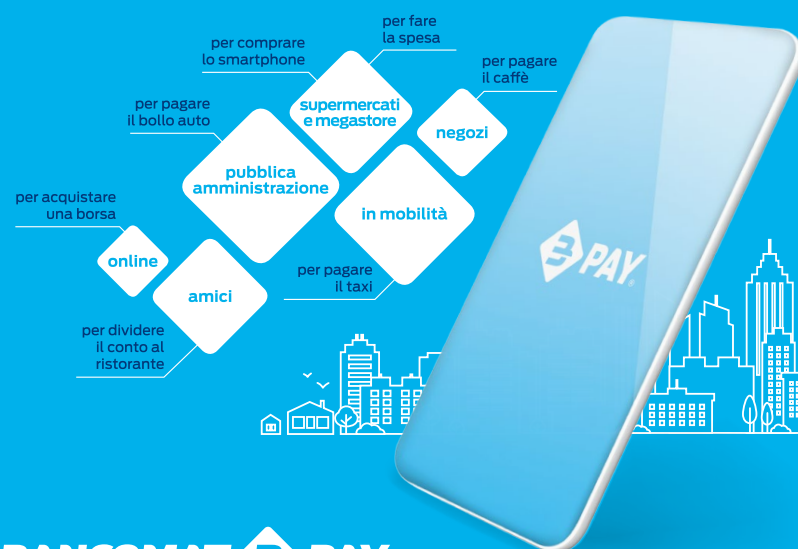 per fare
la spesa
per comprare
lo smartphone
per pagare
il caffè
per pagare
il bollo auto
supermercati
e megastore
negozi
pubblica
amministrazione
in mobilità
per acquistare
una borsa
online
amici
per pagare
il taxi
per dividere
il conto al
ristorante
B PAY®
BANCOMAT PAY